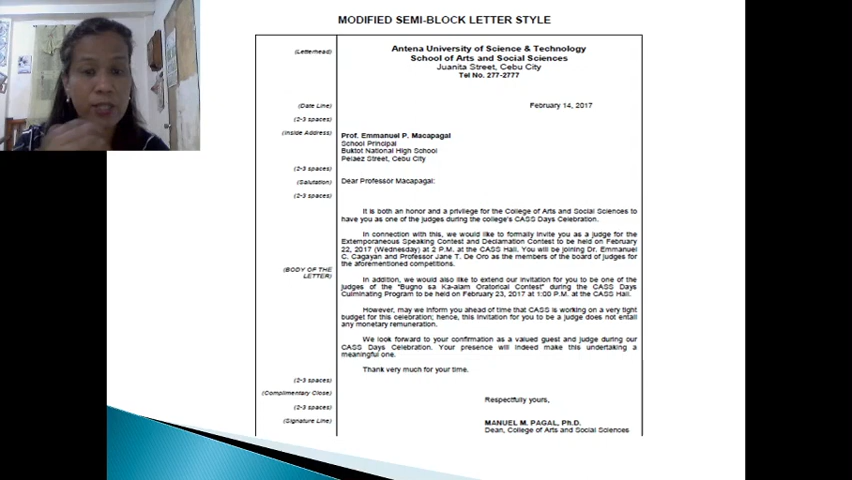 MODIFIED SEMI-BLOCK LETTER STYLE
(Letterhead)
Antena University of Science & Technology
School of Arts and Social Sciences
Juanita Street, Cebu City
Tel No. 277-2777
(Date Line)
February 14, 2017
(2-3 spaces)
(Inside Address)
Prof. Emmanuel P. Macapagal
School Principal
Buktot National High School
Pelaez Street, Cebu City
(2-3 spaces)
(Salutation)
Dear Professor Macapagal:
(2-3 spaces)
It is both an honor and a privilege for the College of Arts and Social Sciences to
have you as one of the judges during the college's CASS Days Celebration.
In connection with this, we would like to formally invite you as a judge for the
Extemporaneous Speaking Contest and Declamation Contest to be held on February
22, 2017 (Wednesday) at 2 P.M. at the CASS Hall. You will be joining Dr. Emmanuel
C. Cagayan and Professor Jane T. De Oro as the members of the board of judges for
the aforementioned competitions.
(BODY OF THE
LETTER)
In addition, we would also like to extend our invitation for you to be one of the
judges of the "Bugno sa Ka-alam Oratorical Contest" during the CASS Days
Culminating Program to be held on February 23, 2017 at 1:00 P.M. at the CASS Hall.
However, may we inform you ahead of time that CASS is working on a very tight
budget for this celebration; hence, this invitation for you to be a judge does not entail
any monetary remuneration.
We look forward to your confirmation as a valued guest and judge during our
CASS Days Celebration. Your presence will indeed make this undertaking a
meaningful one.
Thank very much for your time.
(2-3 spaces)
(Complimentary Close)
Respectfully yours,
(2-3 spaces)
(Signature Line)
MANUEL M. PAGAL, Ph.D.
Dean, College of Arts and Social Sciences